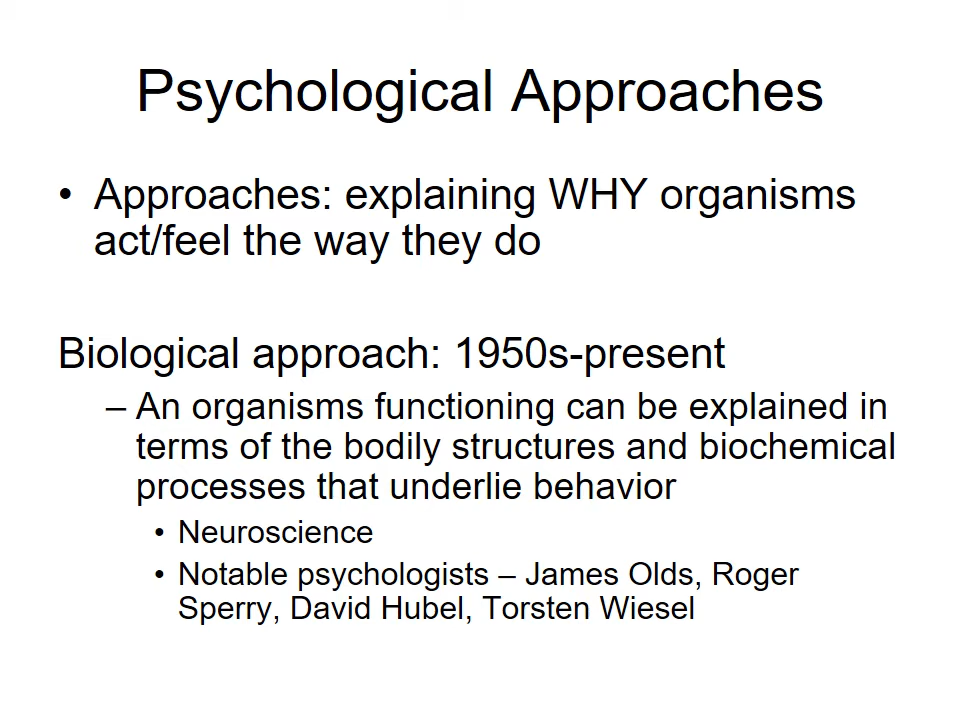 Psychological Approaches
• Approaches: explaining WHY organisms
act/feel the way they do
Biological approach: 1950s-present
– An organisms functioning can be explained in
terms of the bodily structures and biochemical
processes that underlie behavior
• Neuroscience
• Notable psychologists – James Olds, Roger
Sperry, David Hubel, Torsten Wiesel